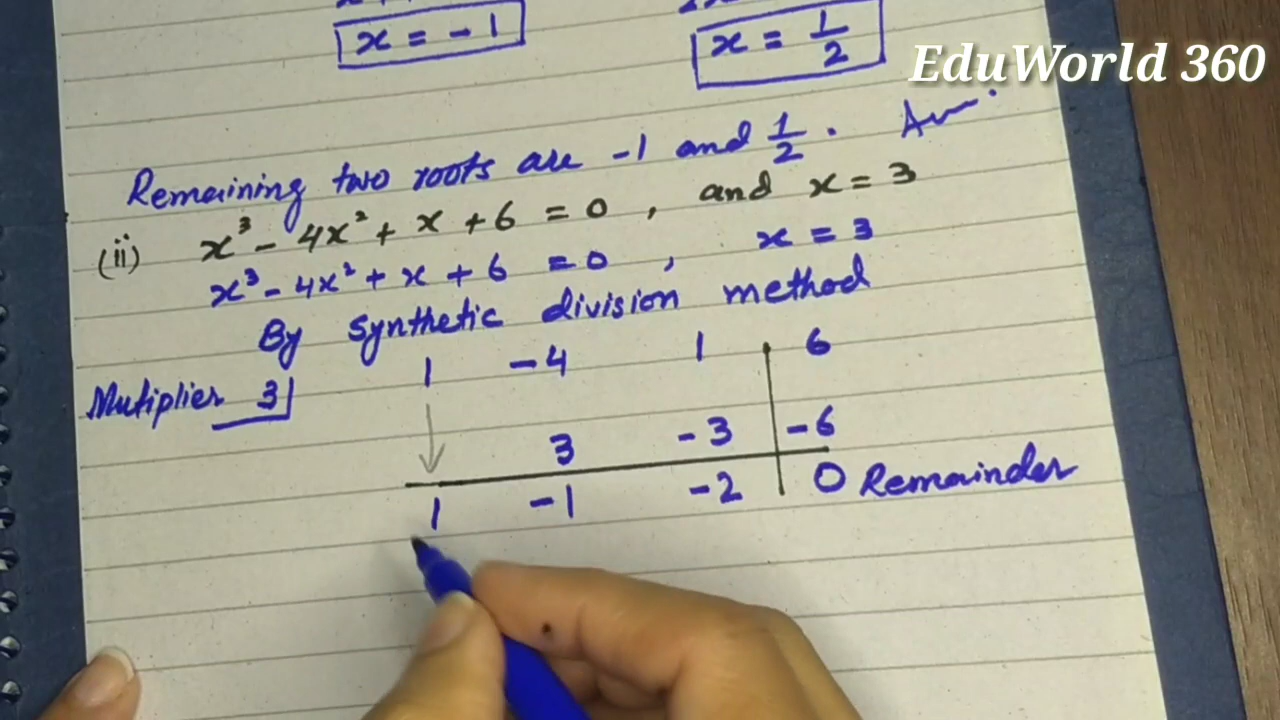 x = -1 x = 1/2
EduWorld 360
Remaining two roots are -1 and 1/2. Ans.
(ii) x³ - 4x² + x + 6 = 0, and x = 3
x³ - 4x² + x + 6 = 0, x = 3
By synthetic division method
Mutiplier 3 1 -4 1 6
3 -3 -6
1 -1 -2 0 Remainder